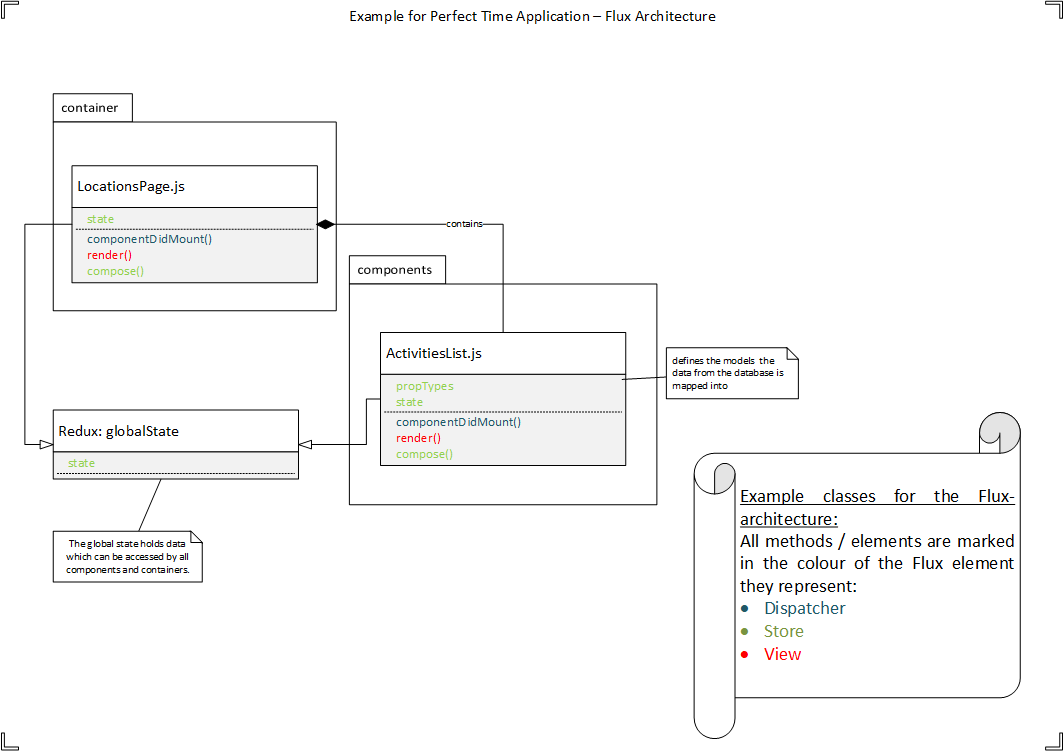 Example for Perfect Time Application – Flux Architecture
container
LocationsPage.js
state
componentDidMount()
render()
compose()
contains
components
ActivitiesList.js
propTypes
state
componentDidMount()
render()
compose()
defines the models the
data from the database is
mapped into
Redux: globalState
state
The global state holds data
which can be accessed by all
components and containers.
Example classes for the Flux-
architecture:
All methods / elements are marked
in the colour of the Flux element
they represent:
• Dispatcher
• Store
• View